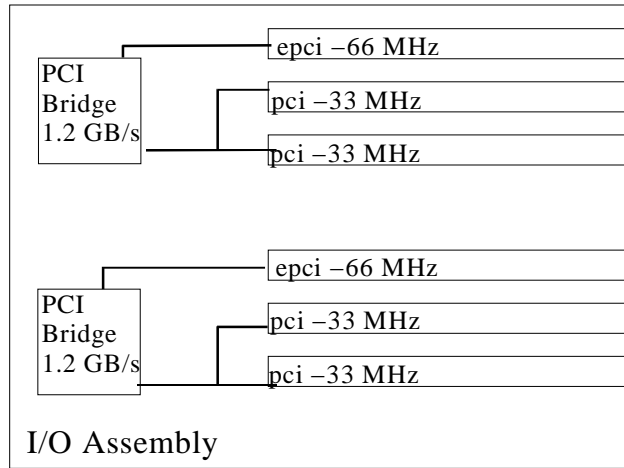 epci –66 MHz
PCI
Bridge
1.2 GB/s
pci –33 MHz
pci –33 MHz
epci –66 MHz
PCI
Bridge
1.2 GB/s
pci –33 MHz
pci –33 MHz
I/O Assembly